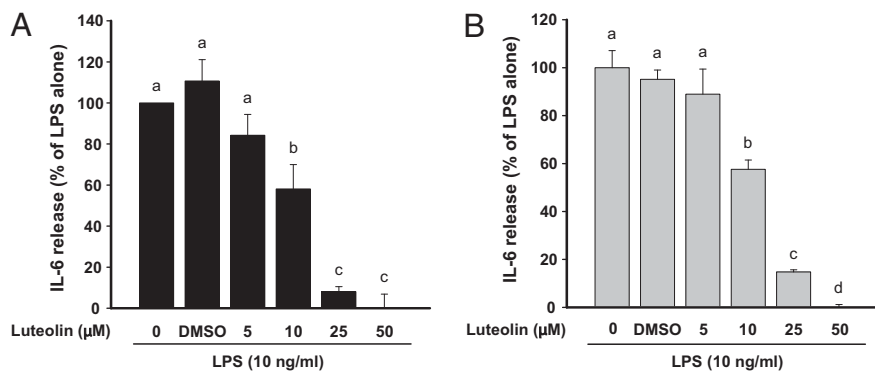 A
IL-6 release (% of LPS alone)
140
120
100
80
60
40
20
0
a
a
a
b
c
c
Luteolin (μM)
0 DMSO 5 10 25 50
LPS (10 ng/ml)
B
IL-6 release (% of LPS alone)
120
100
80
60
40
20
0
a
a
a
b
c
d
Luteolin (μM)
0 DMSO 5 10 25 50
LPS (10 ng/ml)